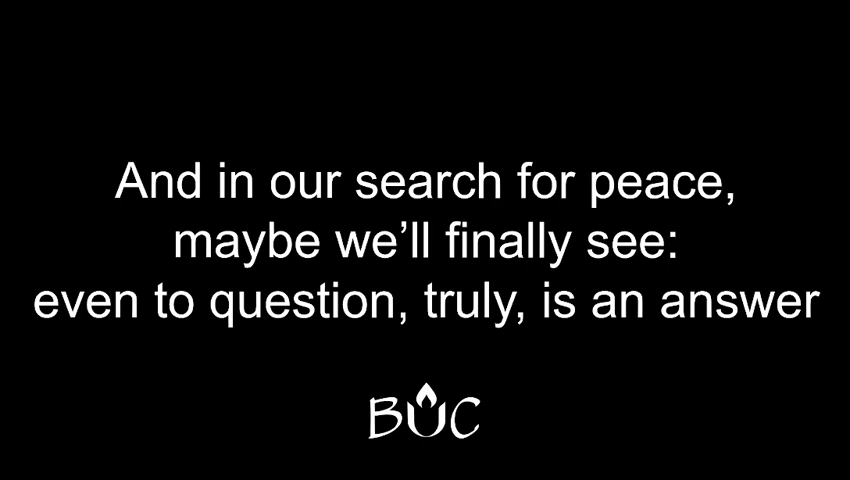 And in our search for peace,
maybe we’ll finally see:
even to question, truly, is an answer
BUC